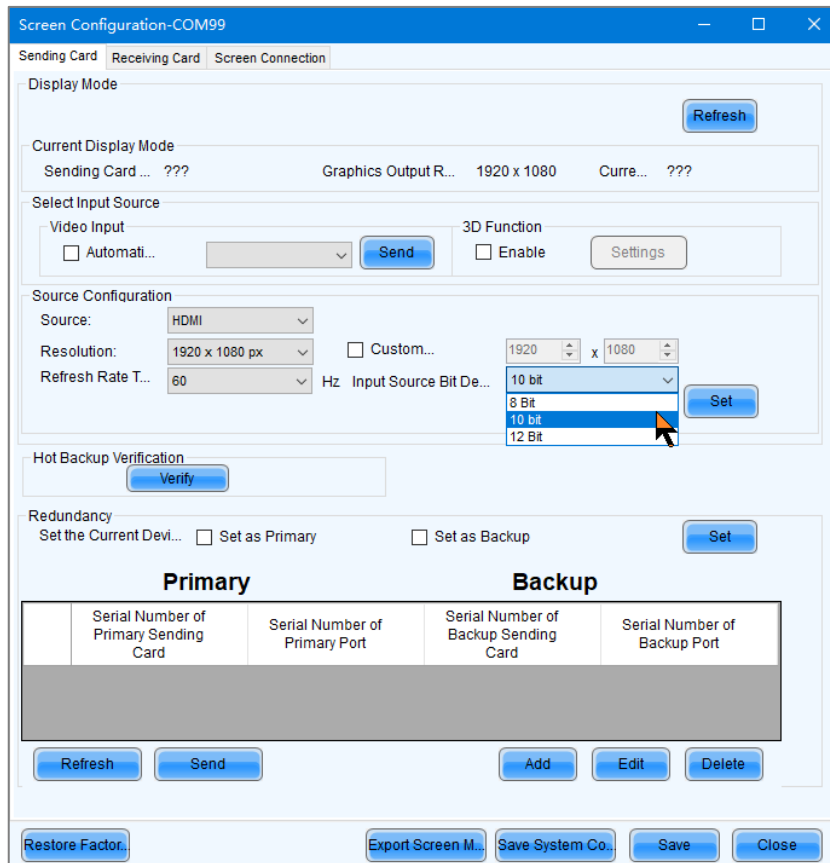 Screen Configuration-COM99
Sending Card Receiving Card Screen Connection
Display Mode
Refresh
Current Display Mode
Sending Card ... ??? Graphics Output R... 1920 x 1080 Curre... ???
Select Input Source
Video Input 3D Function
Automati... Send Enable Settings
Source Configuration
Source: HDMI
Resolution: 1920 x 1080 px Custom... 1920 x 1080
Refresh Rate T... 60 Hz Input Source Bit De... 10 bit
8 Bit
Set
10 bit
12 Bit
Hot Backup Verification
Verify
Redundancy
Set the Current Devi... Set as Primary Set as Backup Set
Primary Backup
Serial Number of Primary Sending Card
Serial Number of Primary Port
Serial Number of Backup Sending Card
Serial Number of Backup Port
Refresh Send Add Edit Delete
Restore Factor... Export Screen M... Save System Co... Save Close